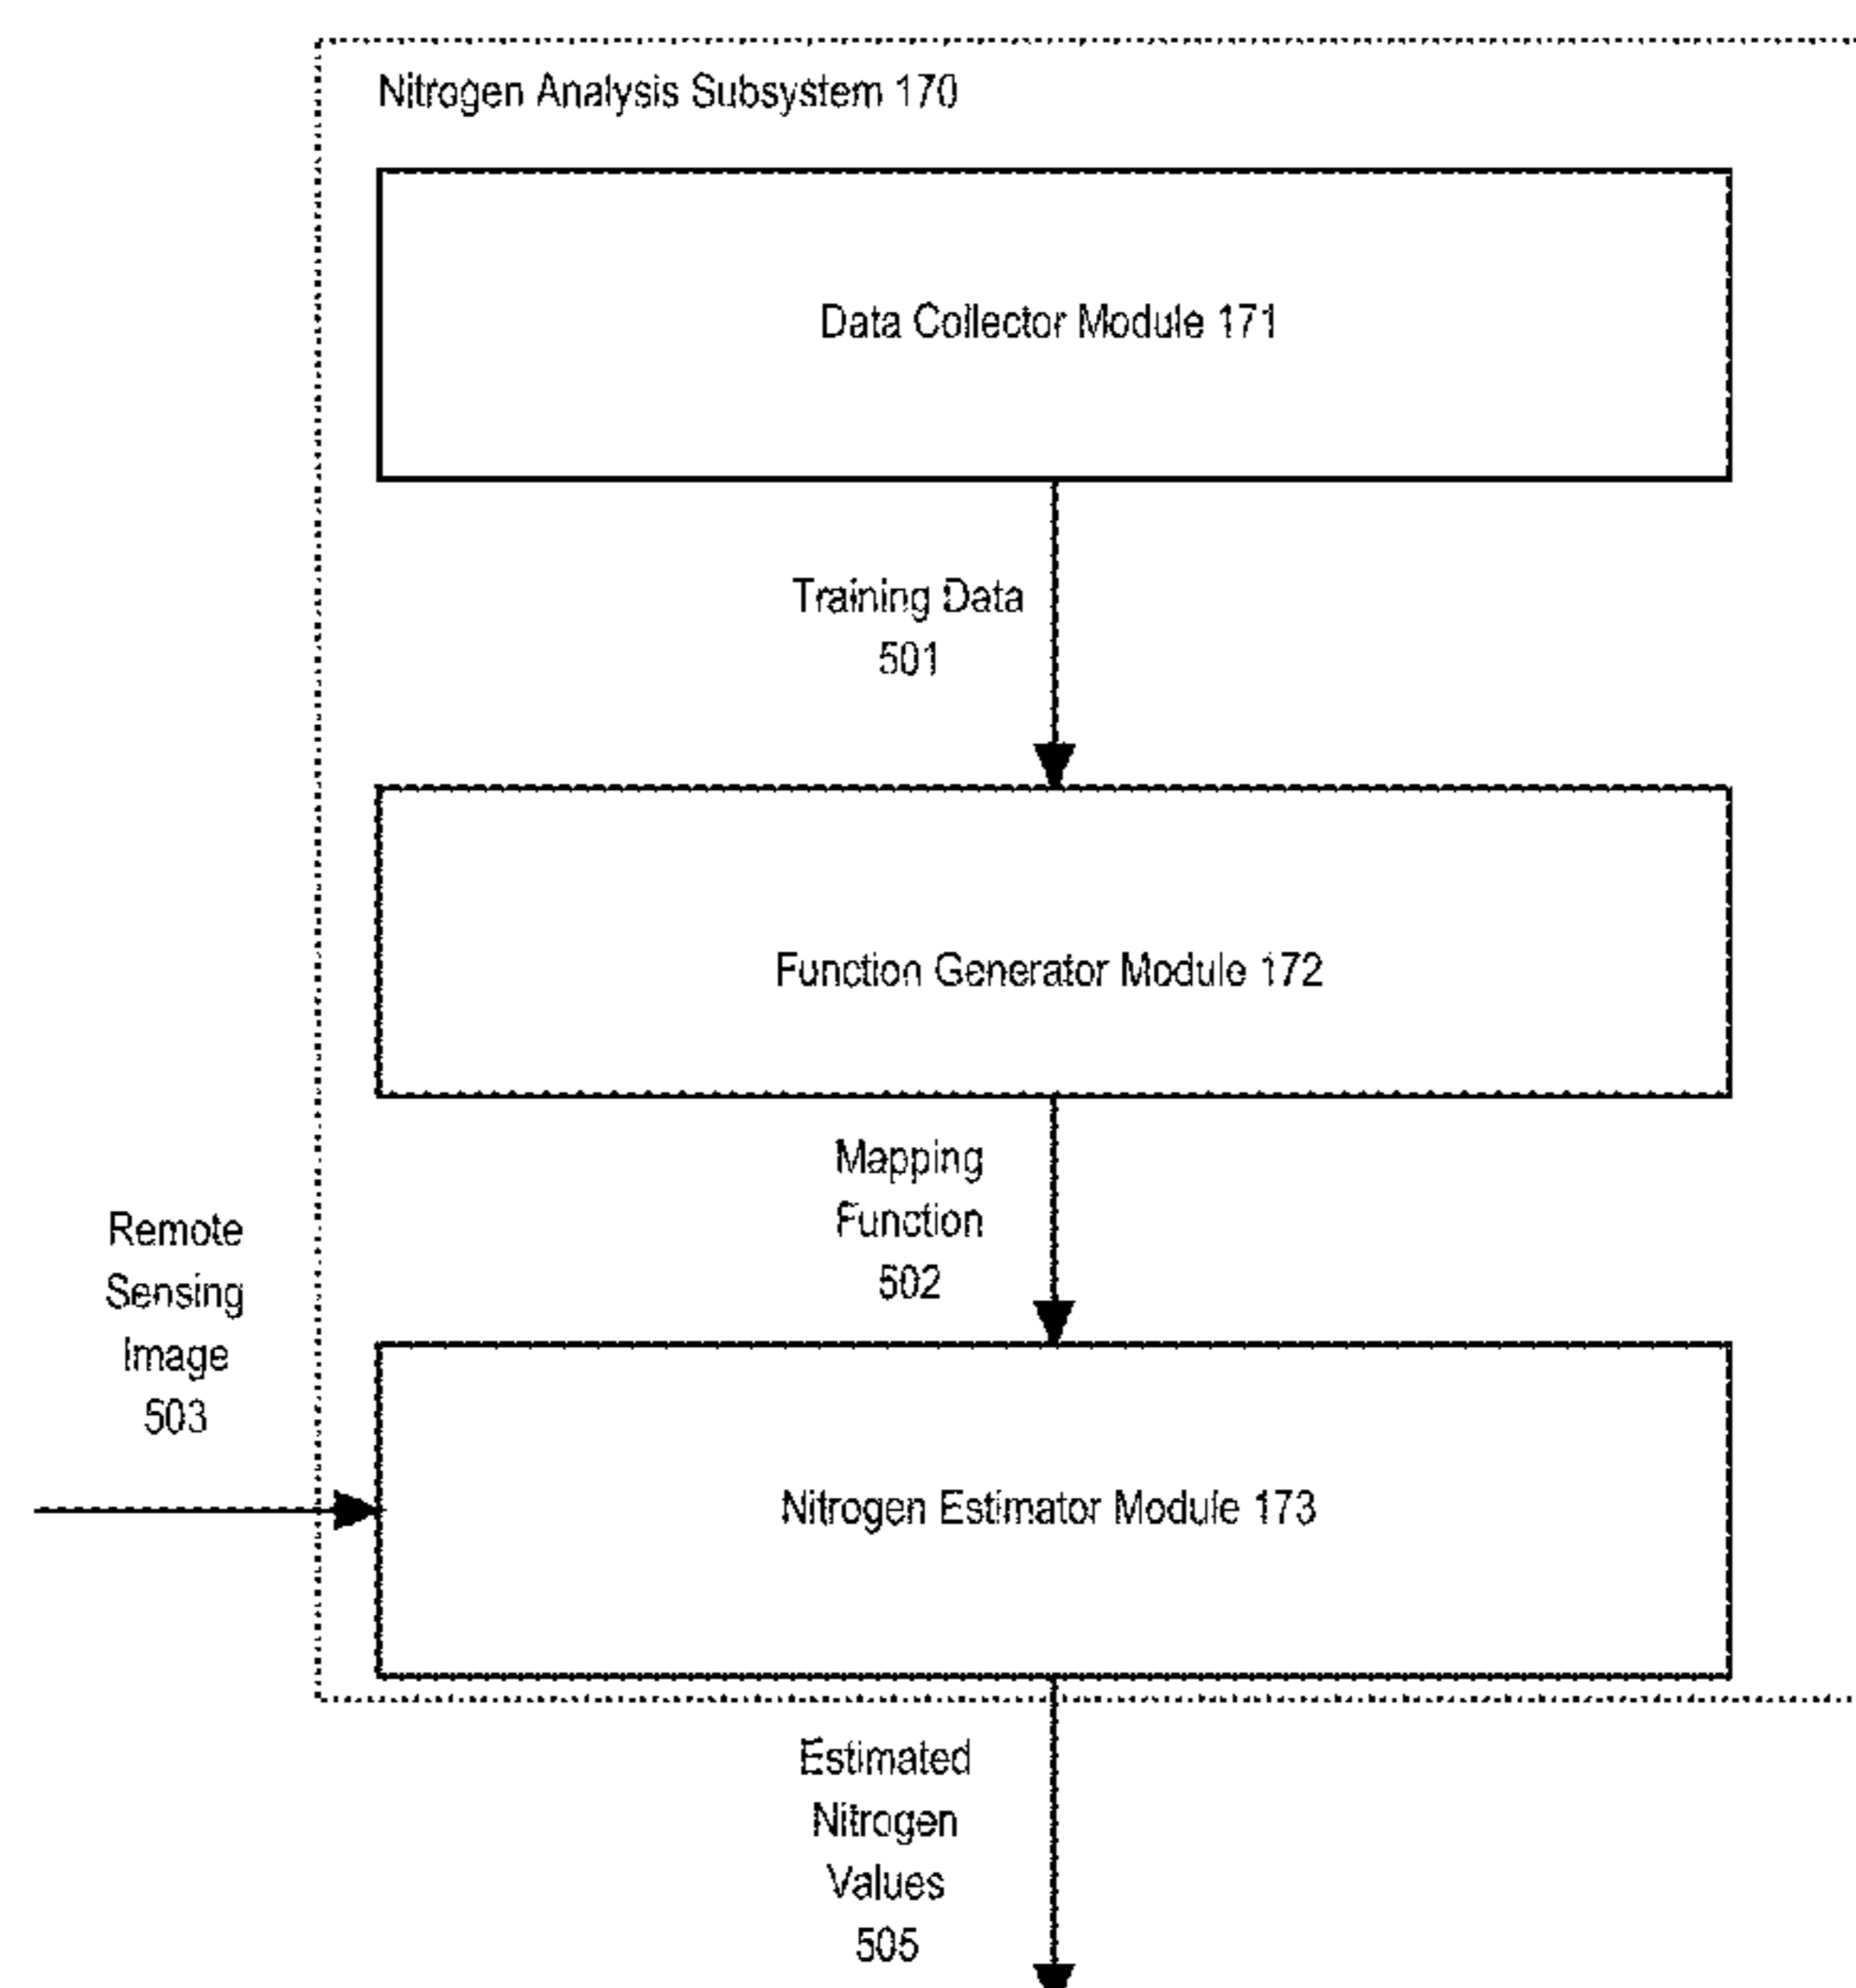 Nitrogen Analysis Subsystem 170
Data Collector Module 171
Training Data
501
Function Generator Module 172
Mapping
Function
502
Remote
Sensing
Image
503
Nitrogen Estimator Module 173
Estimated
Nitrogen
Values
505